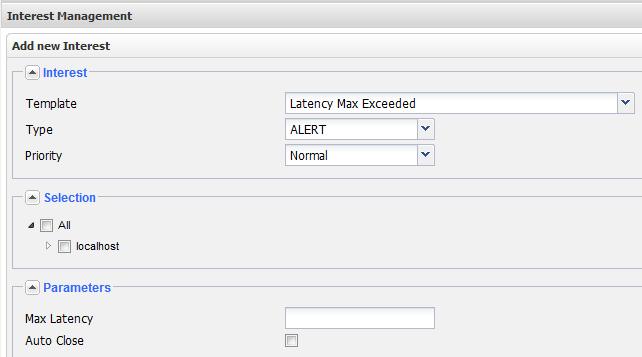 Interest Management
Add new Interest
Interest
Template Latency Max Exceeded
Type ALERT
Priority Normal
Selection
All
localhost
Parameters
Max Latency
Auto Close